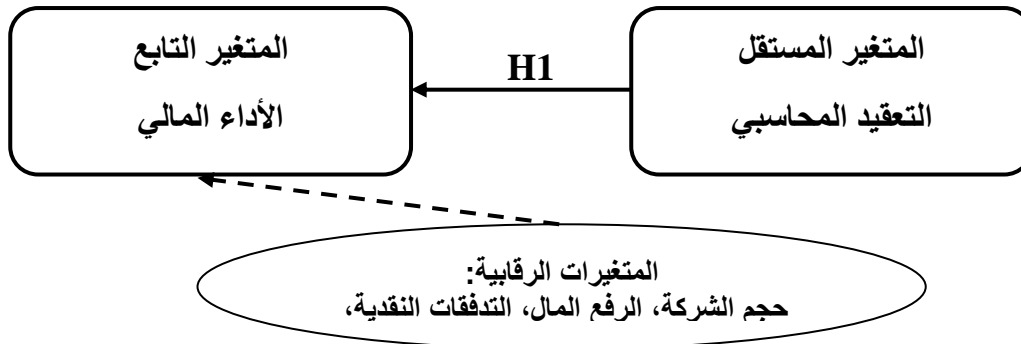 المتغير المستقل
التعقيد المحاسبي
H1
المتغير التابع
الأداء المالي
المتغيرات الرقابية:
حجم الشركة، الرفع المال، التدفقات النقدية،